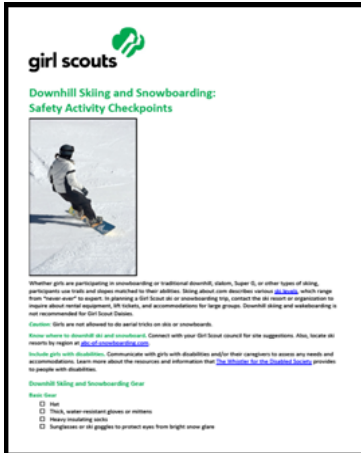 girl scouts
Downhill Skiing and Snowboarding:
Safety Activity Checkpoints
Whether girls are participating in snowboarding or traditional downhill, slalom, Super G, or other types of skiing,
participants use trails and slopes matched to their abilities. Skiing about.com describes various ski levels, which range
from "never ever" to expert. In planning a Girl Scout ski or snowboarding trip, contact the ski resort or organization to
inquire about rental equipment, lift tickets, and accommodations for large groups. Downhill skiing and wakeboarding is
not recommended for Girl Scout Daisies.
Caution: Girls are not allowed to do aerial tricks on skis or snowboards.
Know where to downhill ski and snowboard. Connect with your Girl Scout council for site suggestions. Also, locate ski
resorts by region at abc-of-snowboarding.com.
Include girls with disabilities. Communicate with girls with disabilities and/or their caregivers to assess any needs and
accommodations. Learn more about the resources and information that The Whistler for the Disabled Society provides
to people with disabilities.
Downhill Skiing and Snowboarding Gear
Basic Gear
Hat
Thick, water-resistant gloves or mittens
Heavy insulating socks
Sunglasses or ski goggles to protect eyes from bright snow glare